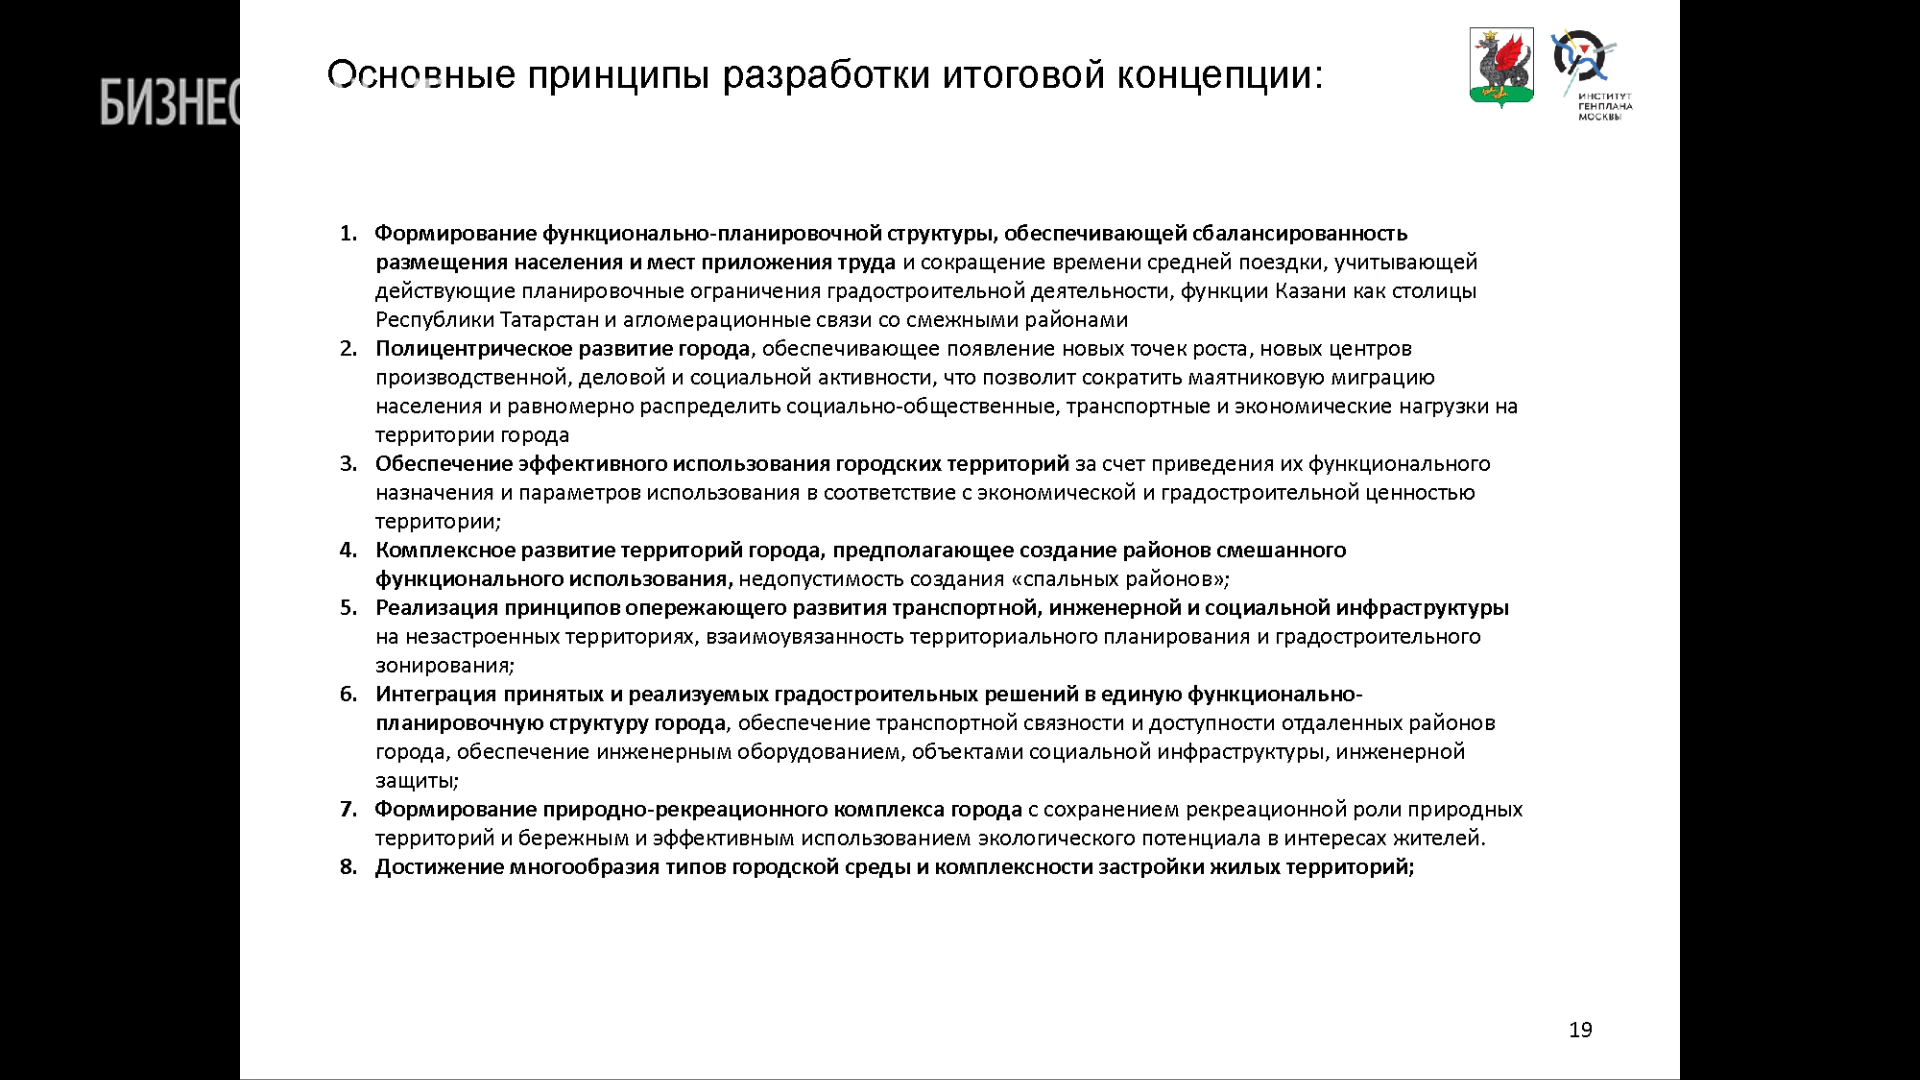 БИЗНЕС
Основные принципы разработки итоговой концепции:
ИНСТИТУТ
ГЕНПЛАНА
МОСКВЫ
1. Формирование функционально-планировочной структуры, обеспечивающей сбалансированность
размещения населения и мест приложения труда и сокращение времени средней поездки, учитывающей
действующие планировочные ограничения градостроительной деятельности, функции Казани как столицы
Республики Татарстан и агломерационные связи со смежными районами
2. Полицентрическое развитие города, обеспечивающее появление новых точек роста, новых центров
производственной, деловой и социальной активности, что позволит сократить маятниковую миграцию
населения и равномерно распределить социально-общественные, транспортные и экономические нагрузки на
территории города
3. Обеспечение эффективного использования городских территорий за счет приведения их функционального
назначения и параметров использования в соответствие с экономической и градостроительной ценностью
территории;
4. Комплексное развитие территорий города, предполагающее создание районов смешанного
функционального использования, недопустимость создания «спальных районов»;
5. Реализация принципов опережающего развития транспортной, инженерной и социальной инфраструктуры
на незастроенных территориях, взаимоувязанность территориального планирования и градостроительного
зонирования;
6. Интеграция принятых и реализуемых градостроительных решений в единую функционально-
планировочную структуру города, обеспечение транспортной связности и доступности отдаленных районов
города, обеспечение инженерным оборудованием, объектами социальной инфраструктуры, инженерной
защиты;
7. Формирование природно-рекреационного комплекса города с сохранением рекреационной роли природных
территорий и бережным и эффективным использованием экологического потенциала в интересах жителей.
8. Достижение многообразия типов городской среды и комплексности застройки жилых территорий;
19